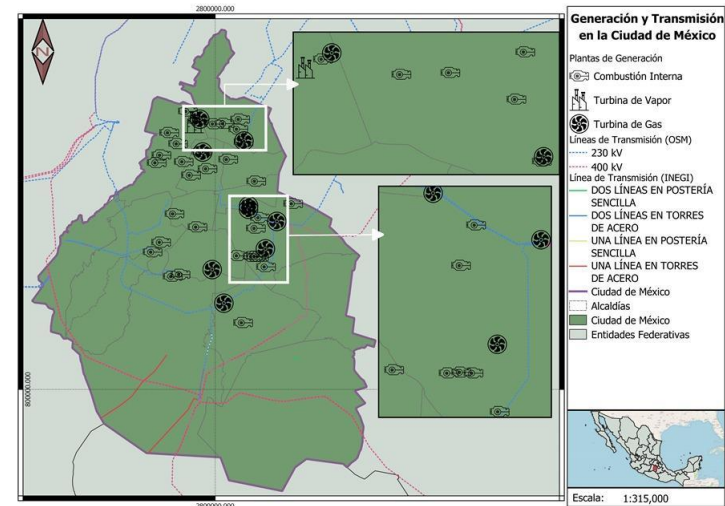 2800000.000
Generación y Transmisión
en la Ciudad de México
Plantas de Generación
Combustión Interna
Turbina de Vapor
Turbina de Gas
Líneas de Transmisión (OSM)
230 kV
400 kV
Línea de Transmisión (INEGI)
DOS LÍNEAS EN POSTERÍA
SENCILLA
DOS LÍNEAS EN TORRES
DE ACERO
UNA LÍNEA EN POSTERÍA
SENCILLA
UNA LÍNEA EN TORRES
DE ACERO
Ciudad de México
Alcaldías
Ciudad de México
Entidades Federativas
N
800000.000
2800000.000
Escala: 1:315,000